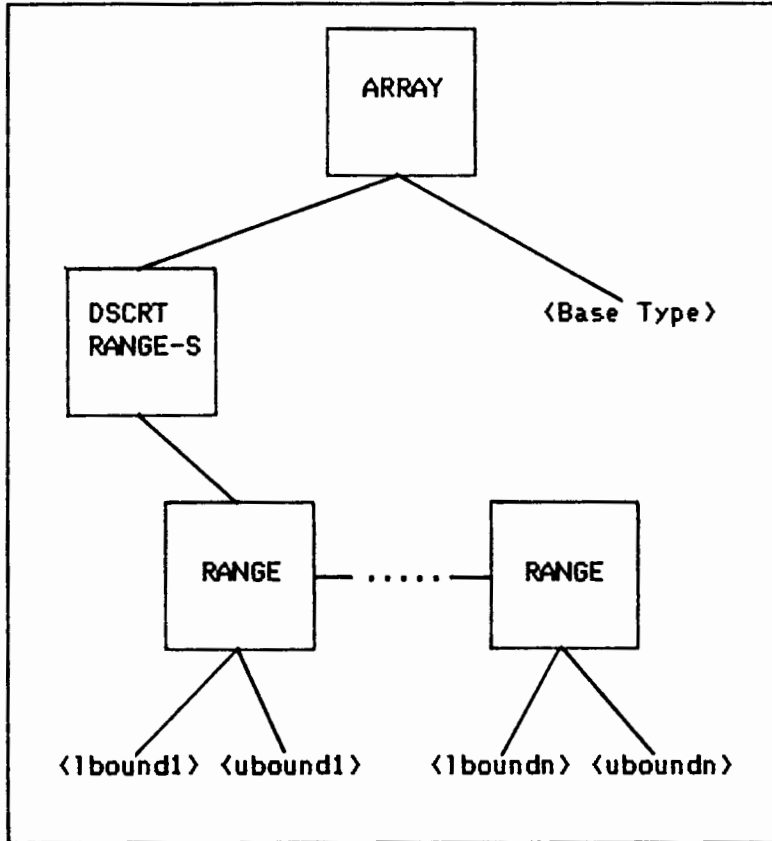 ARRAY
DSCRT
RANGE-S
<Base Type>
RANGE ..... RANGE
<lbound1> <ubound1> <lboundn> <uboundn>